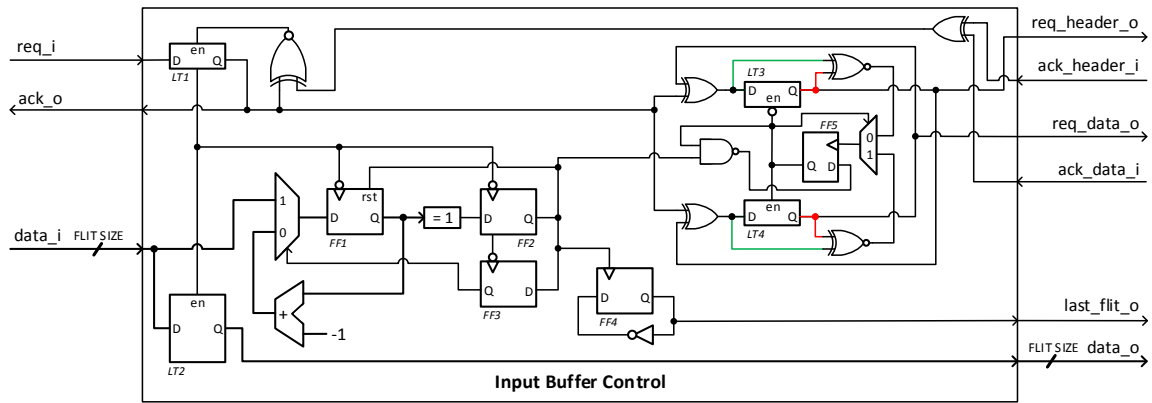 req_header_o
en
req_i
D Q
LT1
LT3
ack_header_i
D Q
en
ack_o
FF5
req_data_o
0
1
Q D
ack_data_i
rst
1
D Q
= 1
D Q
en
D Q
data_i FLIT SIZE
0
FF1
FF2
LT4
Q D
FF3
D Q
en
+
-1
FF4
last_flit_o
D Q
FLIT SIZE data_o
LT2
Input Buffer Control